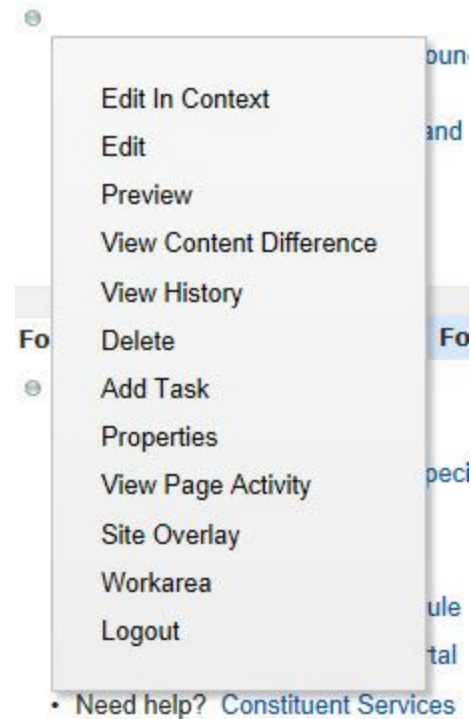 Edit In Context
Edit
Preview
View Content Difference
View History
Delete
Add Task
Properties
View Page Activity
Site Overlay
Workarea
Logout
• Need help? Constituent Services